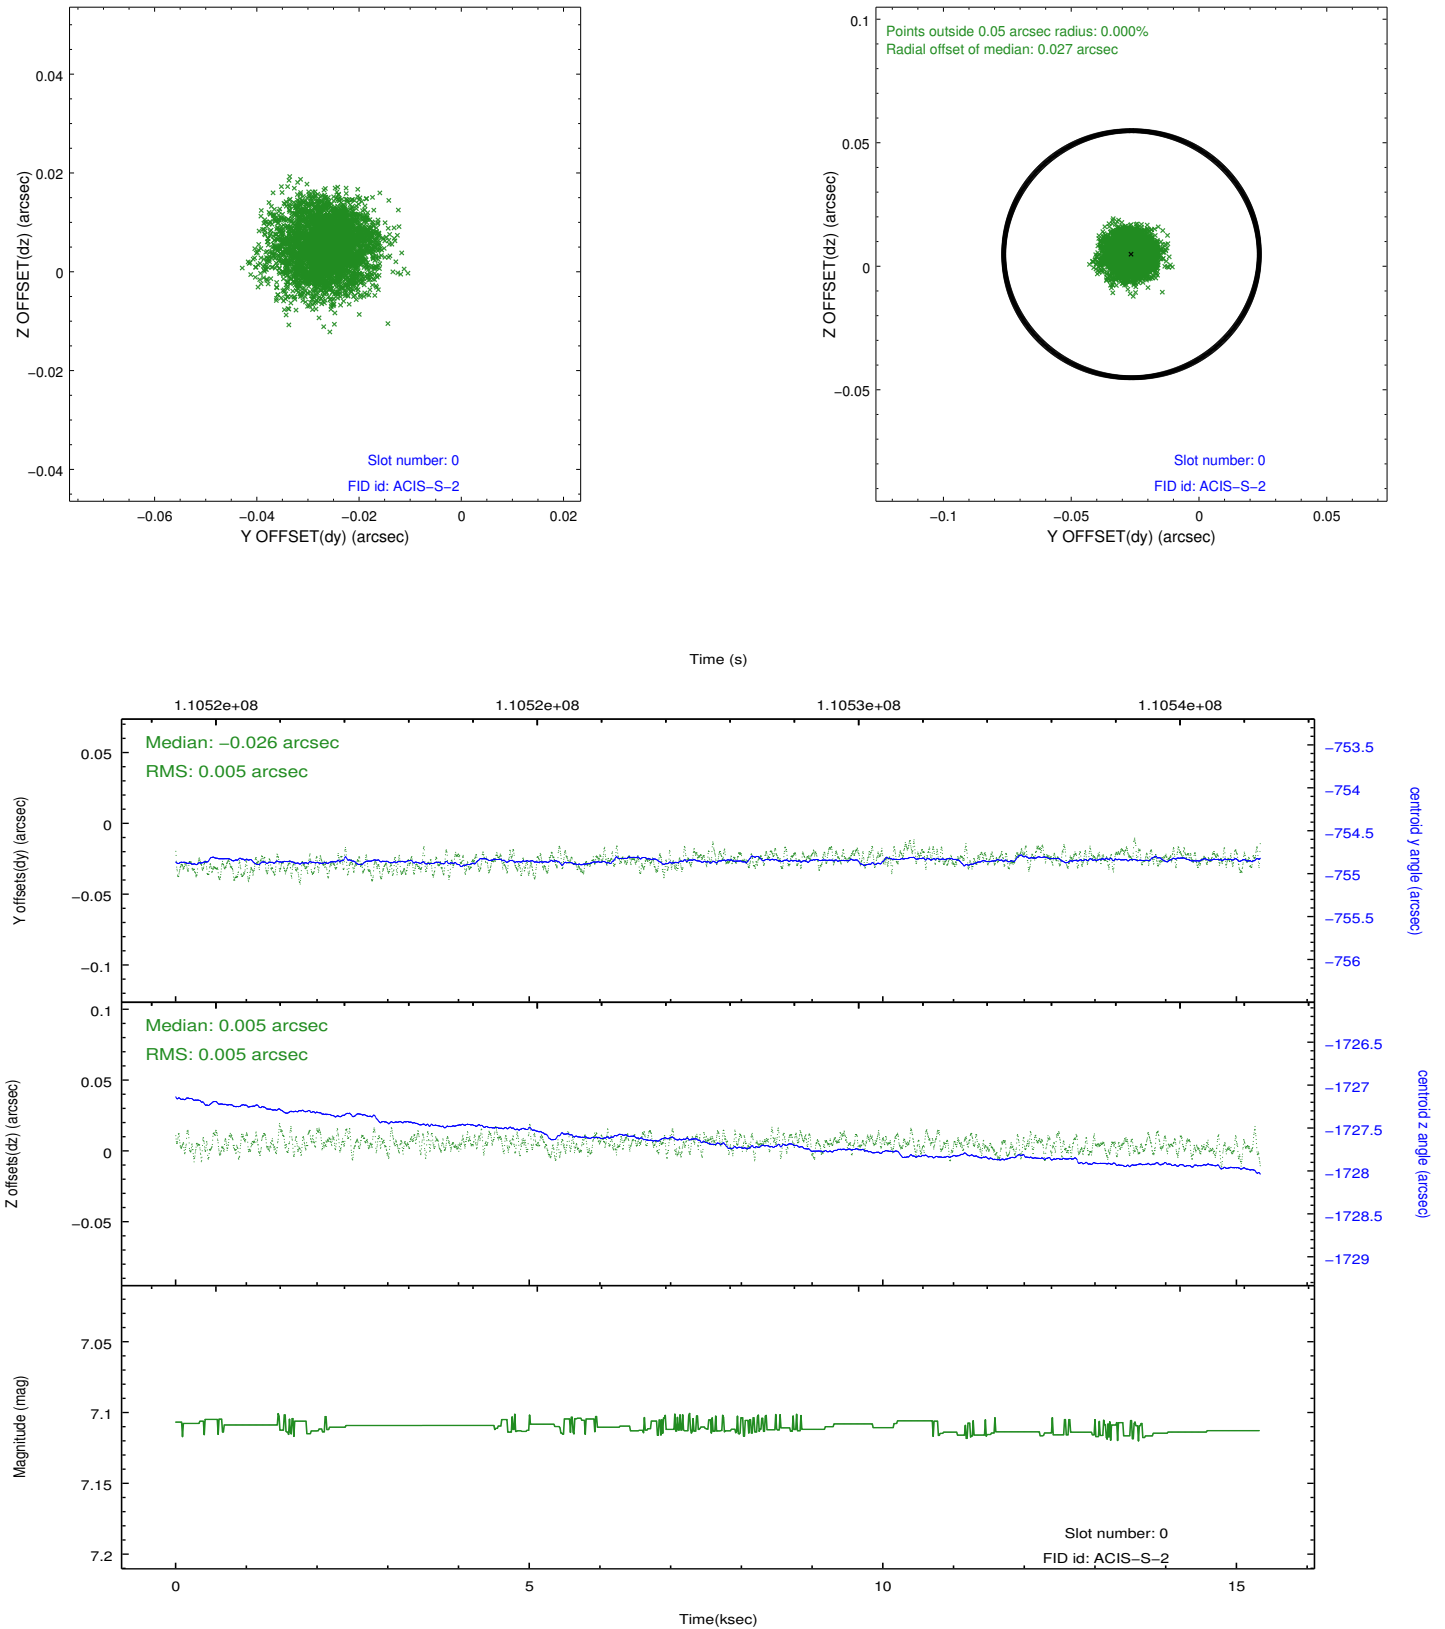 0.04
0.02
0
−0.02
−0.04
Z OFFSET(dz) (arcsec)
Slot number: 0
FID id: ACIS−S−2
−0.06
−0.04
−0.02
0
0.02
Y OFFSET(dy) (arcsec)
Points outside 0.05 arcsec radius: 0.000%
Radial offset of median: 0.027 arcsec
0.1
0.05
0
−0.05
Z OFFSET(dz) (arcsec)
Slot number: 0
FID id: ACIS−S−2
−0.1
−0.05
0
0.05
Y OFFSET(dy) (arcsec)
Time (s)
1.1052e+08
1.1052e+08
1.1053e+08
1.1054e+08
Median: −0.026 arcsec
RMS: 0.005 arcsec
0.05
0
−0.05
−0.1
Y offsets(dy) (arcsec)
−753.5
−754
−754.5
−755
−755.5
−756
centroid y angle (arcsec)
Median: 0.005 arcsec
RMS: 0.005 arcsec
0.1
0.05
0
−0.05
Z offsets(dz) (arcsec)
−1726.5
−1727
−1727.5
−1728
−1728.5
−1729
centroid z angle (arcsec)
7.05
7.1
7.15
7.2
Magnitude (mag)
Slot number: 0
FID id: ACIS−S−2
0
5
10
15
Time(ksec)